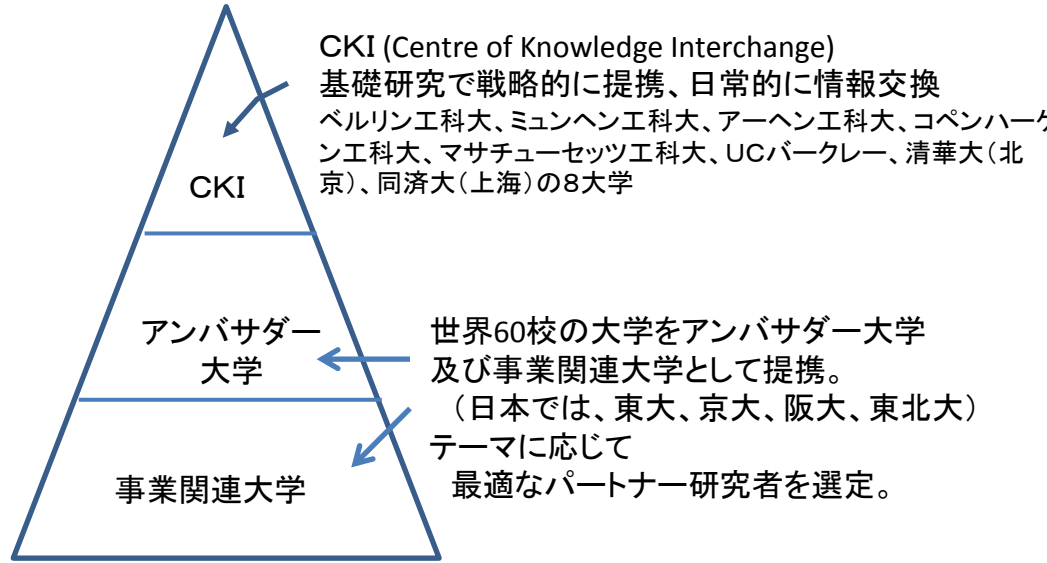 CKI (Centre of Knowledge Interchange)
基礎研究で戦略的に提携、日常的に情報交換
ベルリン工科大、ミュンヘン工科大、アーヘン工科大、コペンハーゲ
ン工科大、マサチューセッツ工科大、UCバークレー、清華大(北
京)、同済大(上海)の8大学
CKI
アンバサダー
大学
世界60校の大学をアンバサダー大学
及び事業関連大学として提携。
(日本では、東大、京大、阪大、東北大)
テーマに応じて
最適なパートナー研究者を選定。
事業関連大学